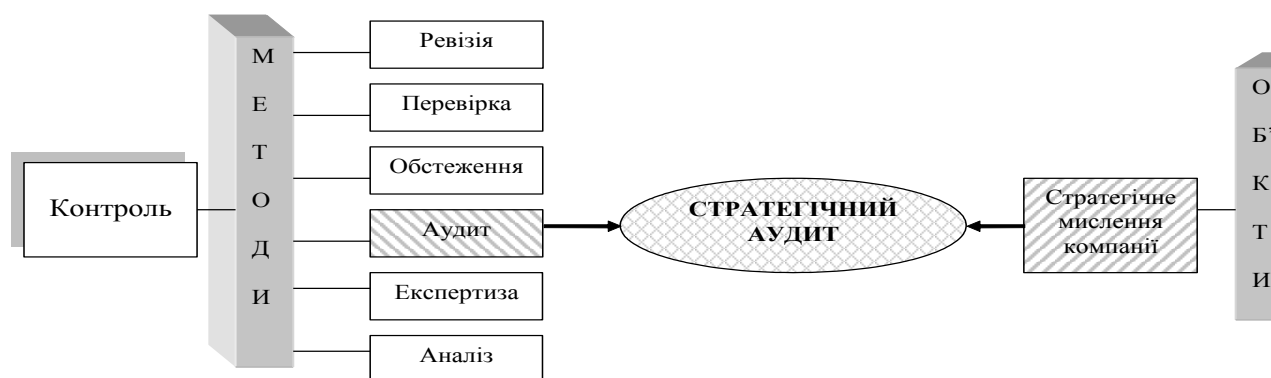 Контроль
М
Е
Т
О
Д
И
Ревізія
Перевірка
Обстеження
Аудит
Експертиза
Аналіз
СТРАТЕГІЧНИЙ
АУДИТ
Стратегічне
мислення
компанії
О
Б'
К
Т
И